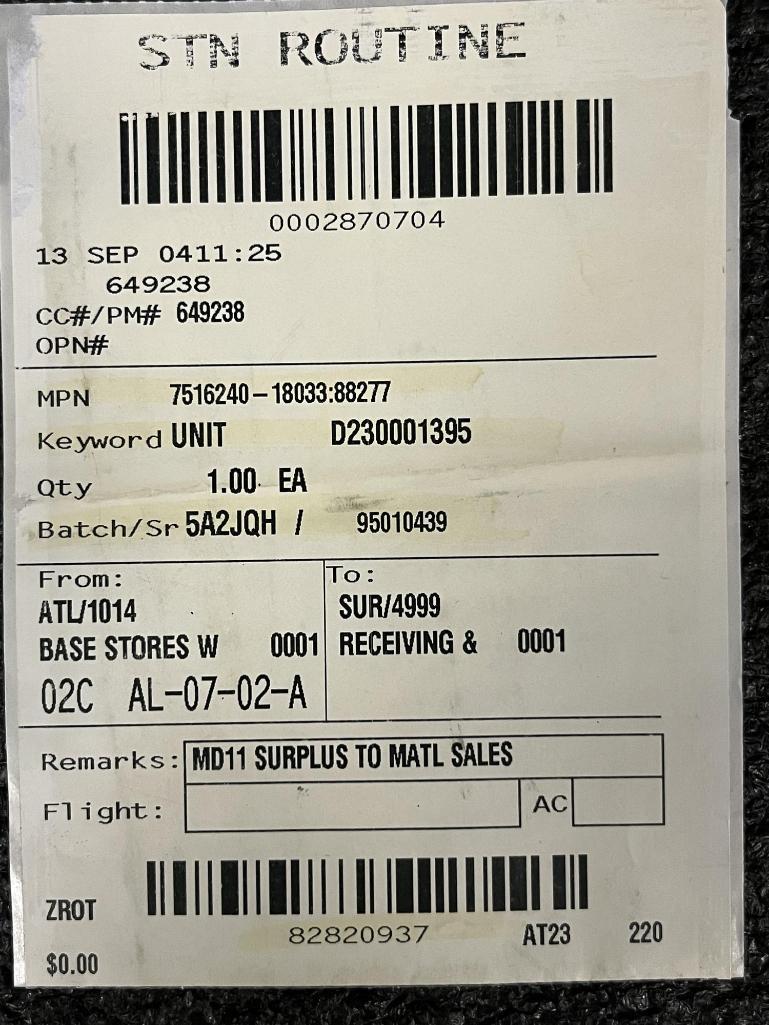 STN ROUTINE
0002870704
13 SEP 0411:25
649238
CC#/PM# 649238
OPN#
MPN 7516240-18033:88277
Keyword UNIT D230001395
Qty 1.00 EA
Batch/Sr 5A2JQH / 95010439
From:
ATL/1014
BASE STORES W 0001
02C AL-07-02-A
To:
SUR/4999
RECEIVING & 0001
Remarks: MD11 SURPLUS TO MATL SALES
Flight: AC
ZROT
82820937 AT23 220
$0.00